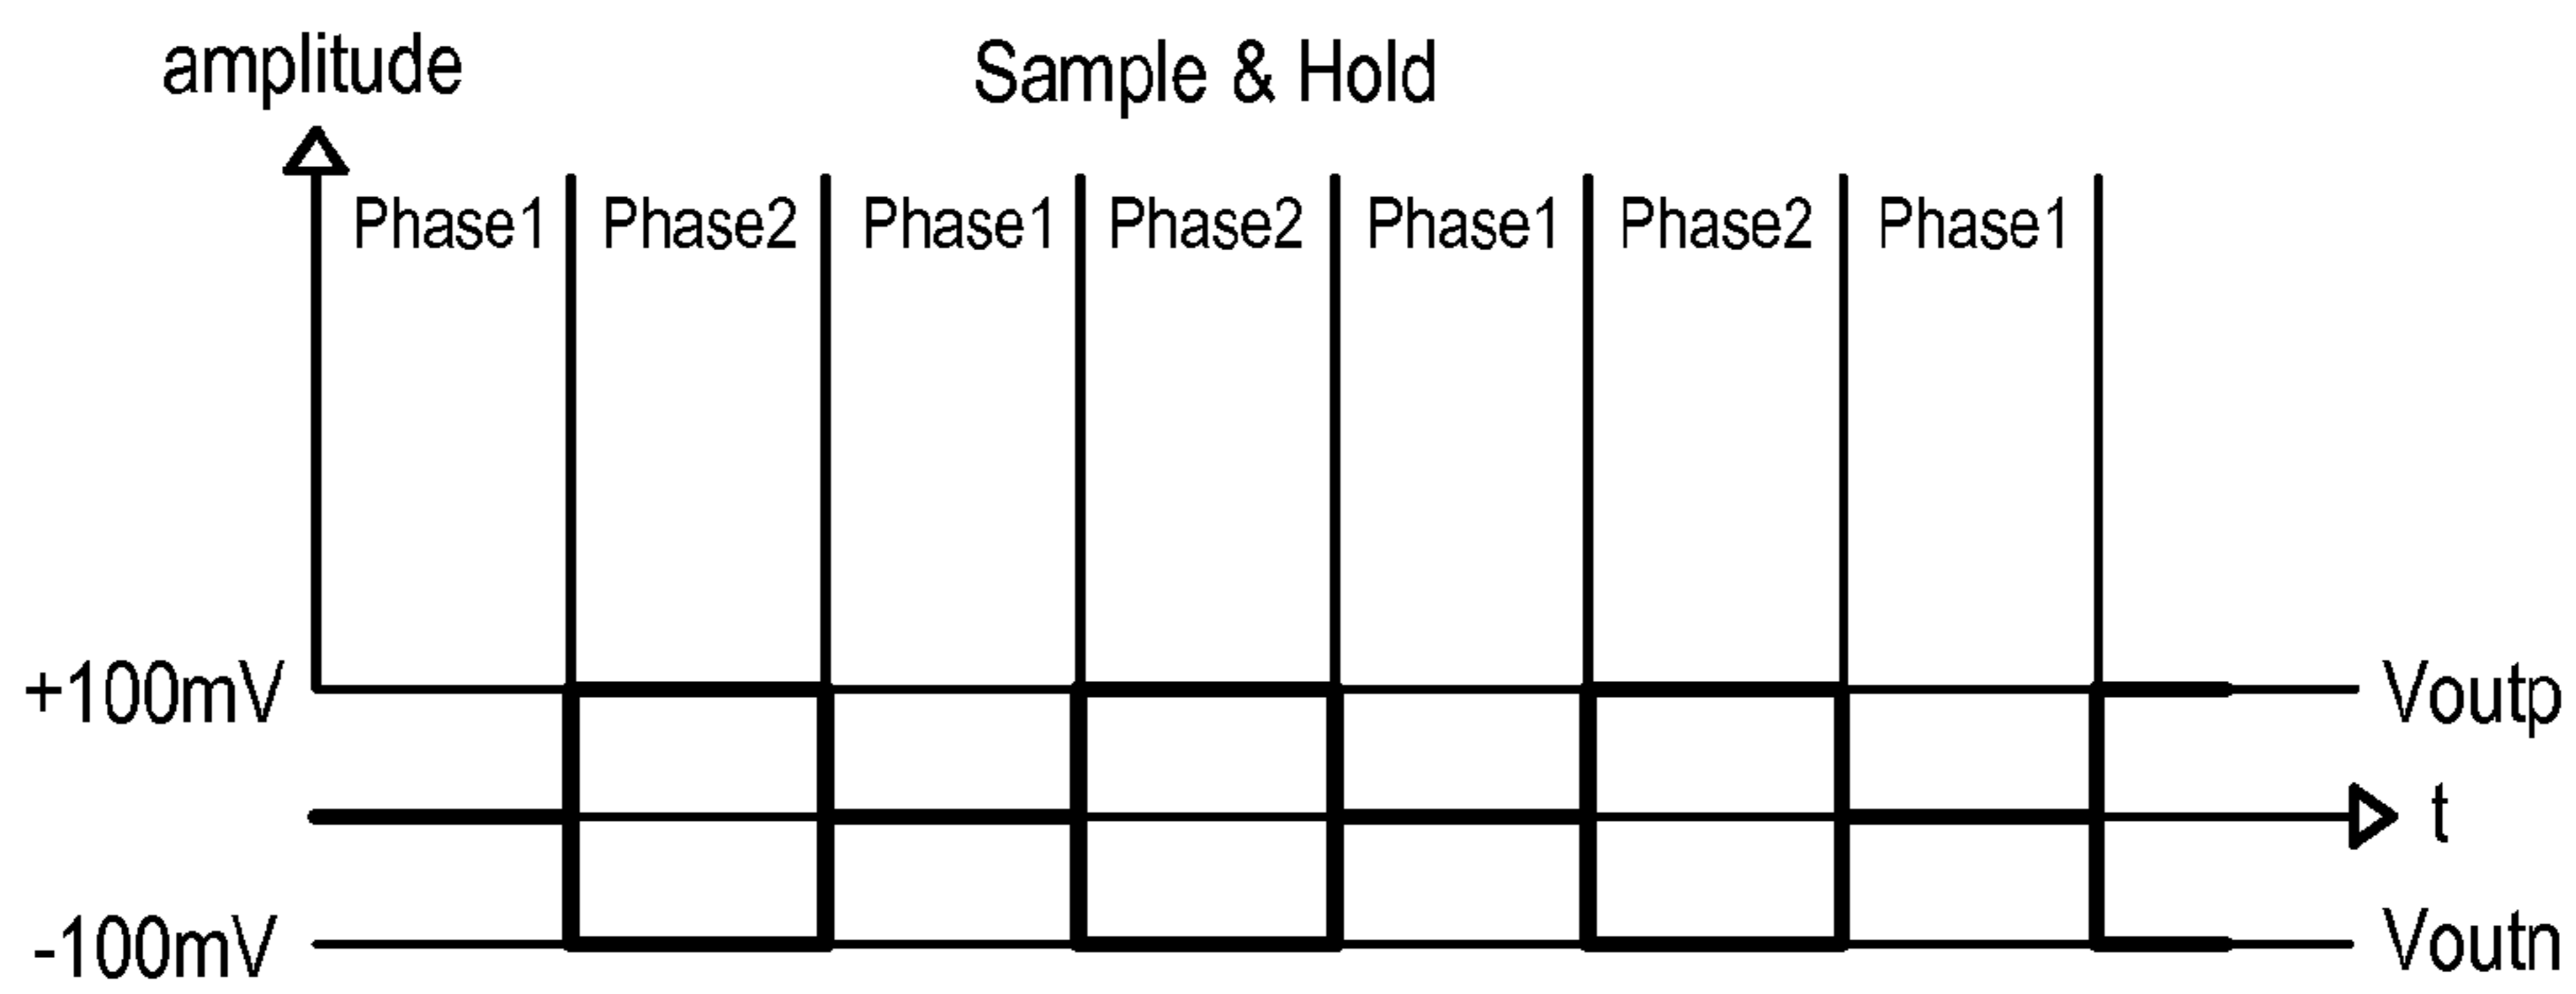 amplitude
Sample & Hold
Phase1 Phase2 Phase1 Phase2 Phase1 Phase2 Phase1
+100mV
Voutp
t
-100mV
Voutn